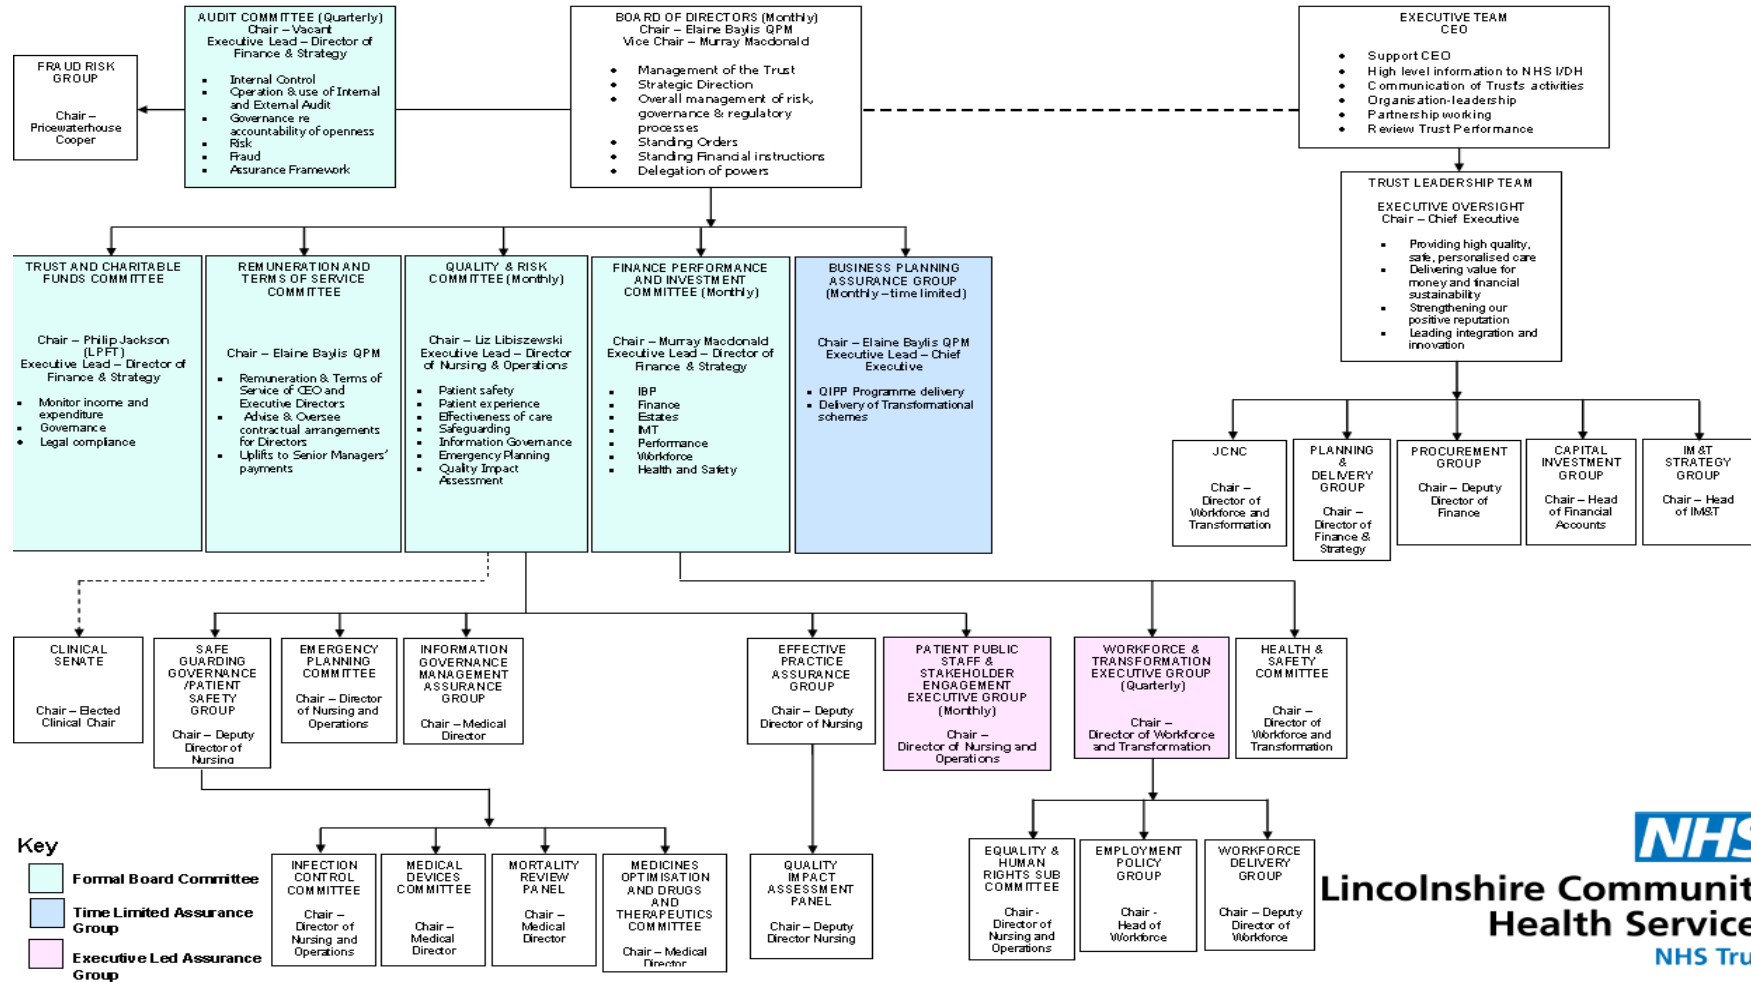 AUDIT COMMITTEE (Quarterly)
Chair – Vacant
Executive Lead – Director of
Finance & Strategy
Internal Control
Operation & use of Internal
and External Audit
Governance re
accountability of openness
Risk
Fraud
Assurance Framework
BOARD OF DIRECTORS (Monthly)
Chair – Elaine Baylis QPM
Vice Chair – Murray Macdonald
Management of the Trust
Strategic Direction
Overall management of risk,
governance & regulatory
processes
Standing Orders
Standing Financial instructions
Delegation of powers
EXECUTIVE TEAM
CEO
Support CEO
High level information to NHS I/DH
Communication of Trust's activities
Organisation-leadership
Partnership working
Review Trust Performance
FRAUD RISK
GROUP
Chair –
Pricewaterhouse
Cooper
TRUST LEADERSHIP TEAM
EXECUTIVE OVERSIGHT
Chair – Chief Executive
Providing high quality,
safe, personalised care
Delivering value for
money and financial
sustainability
Strengthening our
positive reputation
Leading integration and
innovation
TRUST AND CHARITABLE
FUNDS COMMITTEE
Chair – Philip Jackson
(LPFT)
Executive Lead – Director of
Finance & Strategy
Monitor income and
expenditure
Governance
Legal compliance
REMUNERATION AND
TERMS OF SERVICE
COMMITTEE
Chair – Elaine Baylis QPM
Remuneration & Terms of
Service of CEO and
Executive Directors
Advise & Oversee
contractual arrangements
for Directors
Uplifts to Senior Managers'
payments
QUALITY & RISK
COMMITTEE (Monthly)
Chair – Liz Libiszewski
Executive Lead – Director
of Nursing & Operations
Patient safety
Patient experience
Effectiveness of care
Safeguarding
Information Governance
Emergency Planning
Quality Impact
Assessment
FINANCE PERFORMANCE
AND INVESTMENT
COMMITTEE (Monthly)
Chair – Murray Macdonald
Executive Lead – Director of
Finance & Strategy
IBP
Finance
Estates
IMT
Performance
Workforce
Health and Safety
BUSINESS PLANNING
ASSURANCE GROUP
(Monthly – time limited)
Chair – Elaine Baylis QPM
Executive Lead – Chief
Executive
QIPP Programme delivery
Delivery of Transformational
schemes
JCNC
Chair –
Director of
Workforce and
Transformation
PLANNING
&
DELIVERY
GROUP
Chair –
Director of
Finance &
Strategy
PROCUREMENT
GROUP
Chair – Deputy
Director of
Finance
CAPITAL
INVESTMENT
GROUP
Chair – Head
of Financial
Accounts
IM&T
STRATEGY
GROUP
Chair – Head
of IM&T
CLINICAL
SENATE
Chair – Elected
Clinical Chair
SAFE
GUARDING
GOVERNANCE
/PATIENT
SAFETY
GROUP
Chair – Deputy
Director of
Nursing
EMERGENCY
PLANNING
COMMITTEE
Chair – Director
of Nursing and
Operations
INFORMATION
GOVERNANCE
MANAGEMENT
ASSURANCE
GROUP
Chair – Medical
Director
EFFECTIVE
PRACTICE
ASSURANCE
GROUP
Chair – Deputy
Director of Nursing
PATIENT PUBLIC
STAFF &
STAKEHOLDER
ENGAGEMENT
EXECUTIVE GROUP
(Monthly)
Chair –
Director of Nursing and
Operations
WORKFORCE &
TRANSFORMATION
EXECUTIVE GROUP
(Quarterly)
Chair –
Director of Workforce
and Transformation
HEALTH &
SAFETY
COMMITTEE
Chair –
Director of
Workforce and
Transformation
INFECTION
CONTROL
COMMITTEE
Chair –
Director of
Nursing and
Operations
MEDICAL
DEVICES
COMMITTEE
Chair –
Medical
Director
MORTALITY
REVIEW
PANEL
Chair –
Medical
Director
MEDICINES
OPTIMISATION
AND DRUGS
AND
THERAPEUTICS
COMMITTEE
Chair – Medical
Director
QUALITY
IMPACT
ASSESSMENT
PANEL
Chair – Deputy
Director Nursing
EQUALITY &
HUMAN
RIGHTS SUB
COMMITTEE
Chair -
Director of
Nursing and
Operations
EMPLOYMENT
POLICY
GROUP
Chair -
Head of
Workforce
WORKFORCE
DELIVERY
GROUP
Chair – Deputy
Director of
Workforce
Key
Formal Board Committee
Time Limited Assurance
Group
Executive Led Assurance
Group
NHS
Lincolnshire Communit
Health Service
NHS Tru